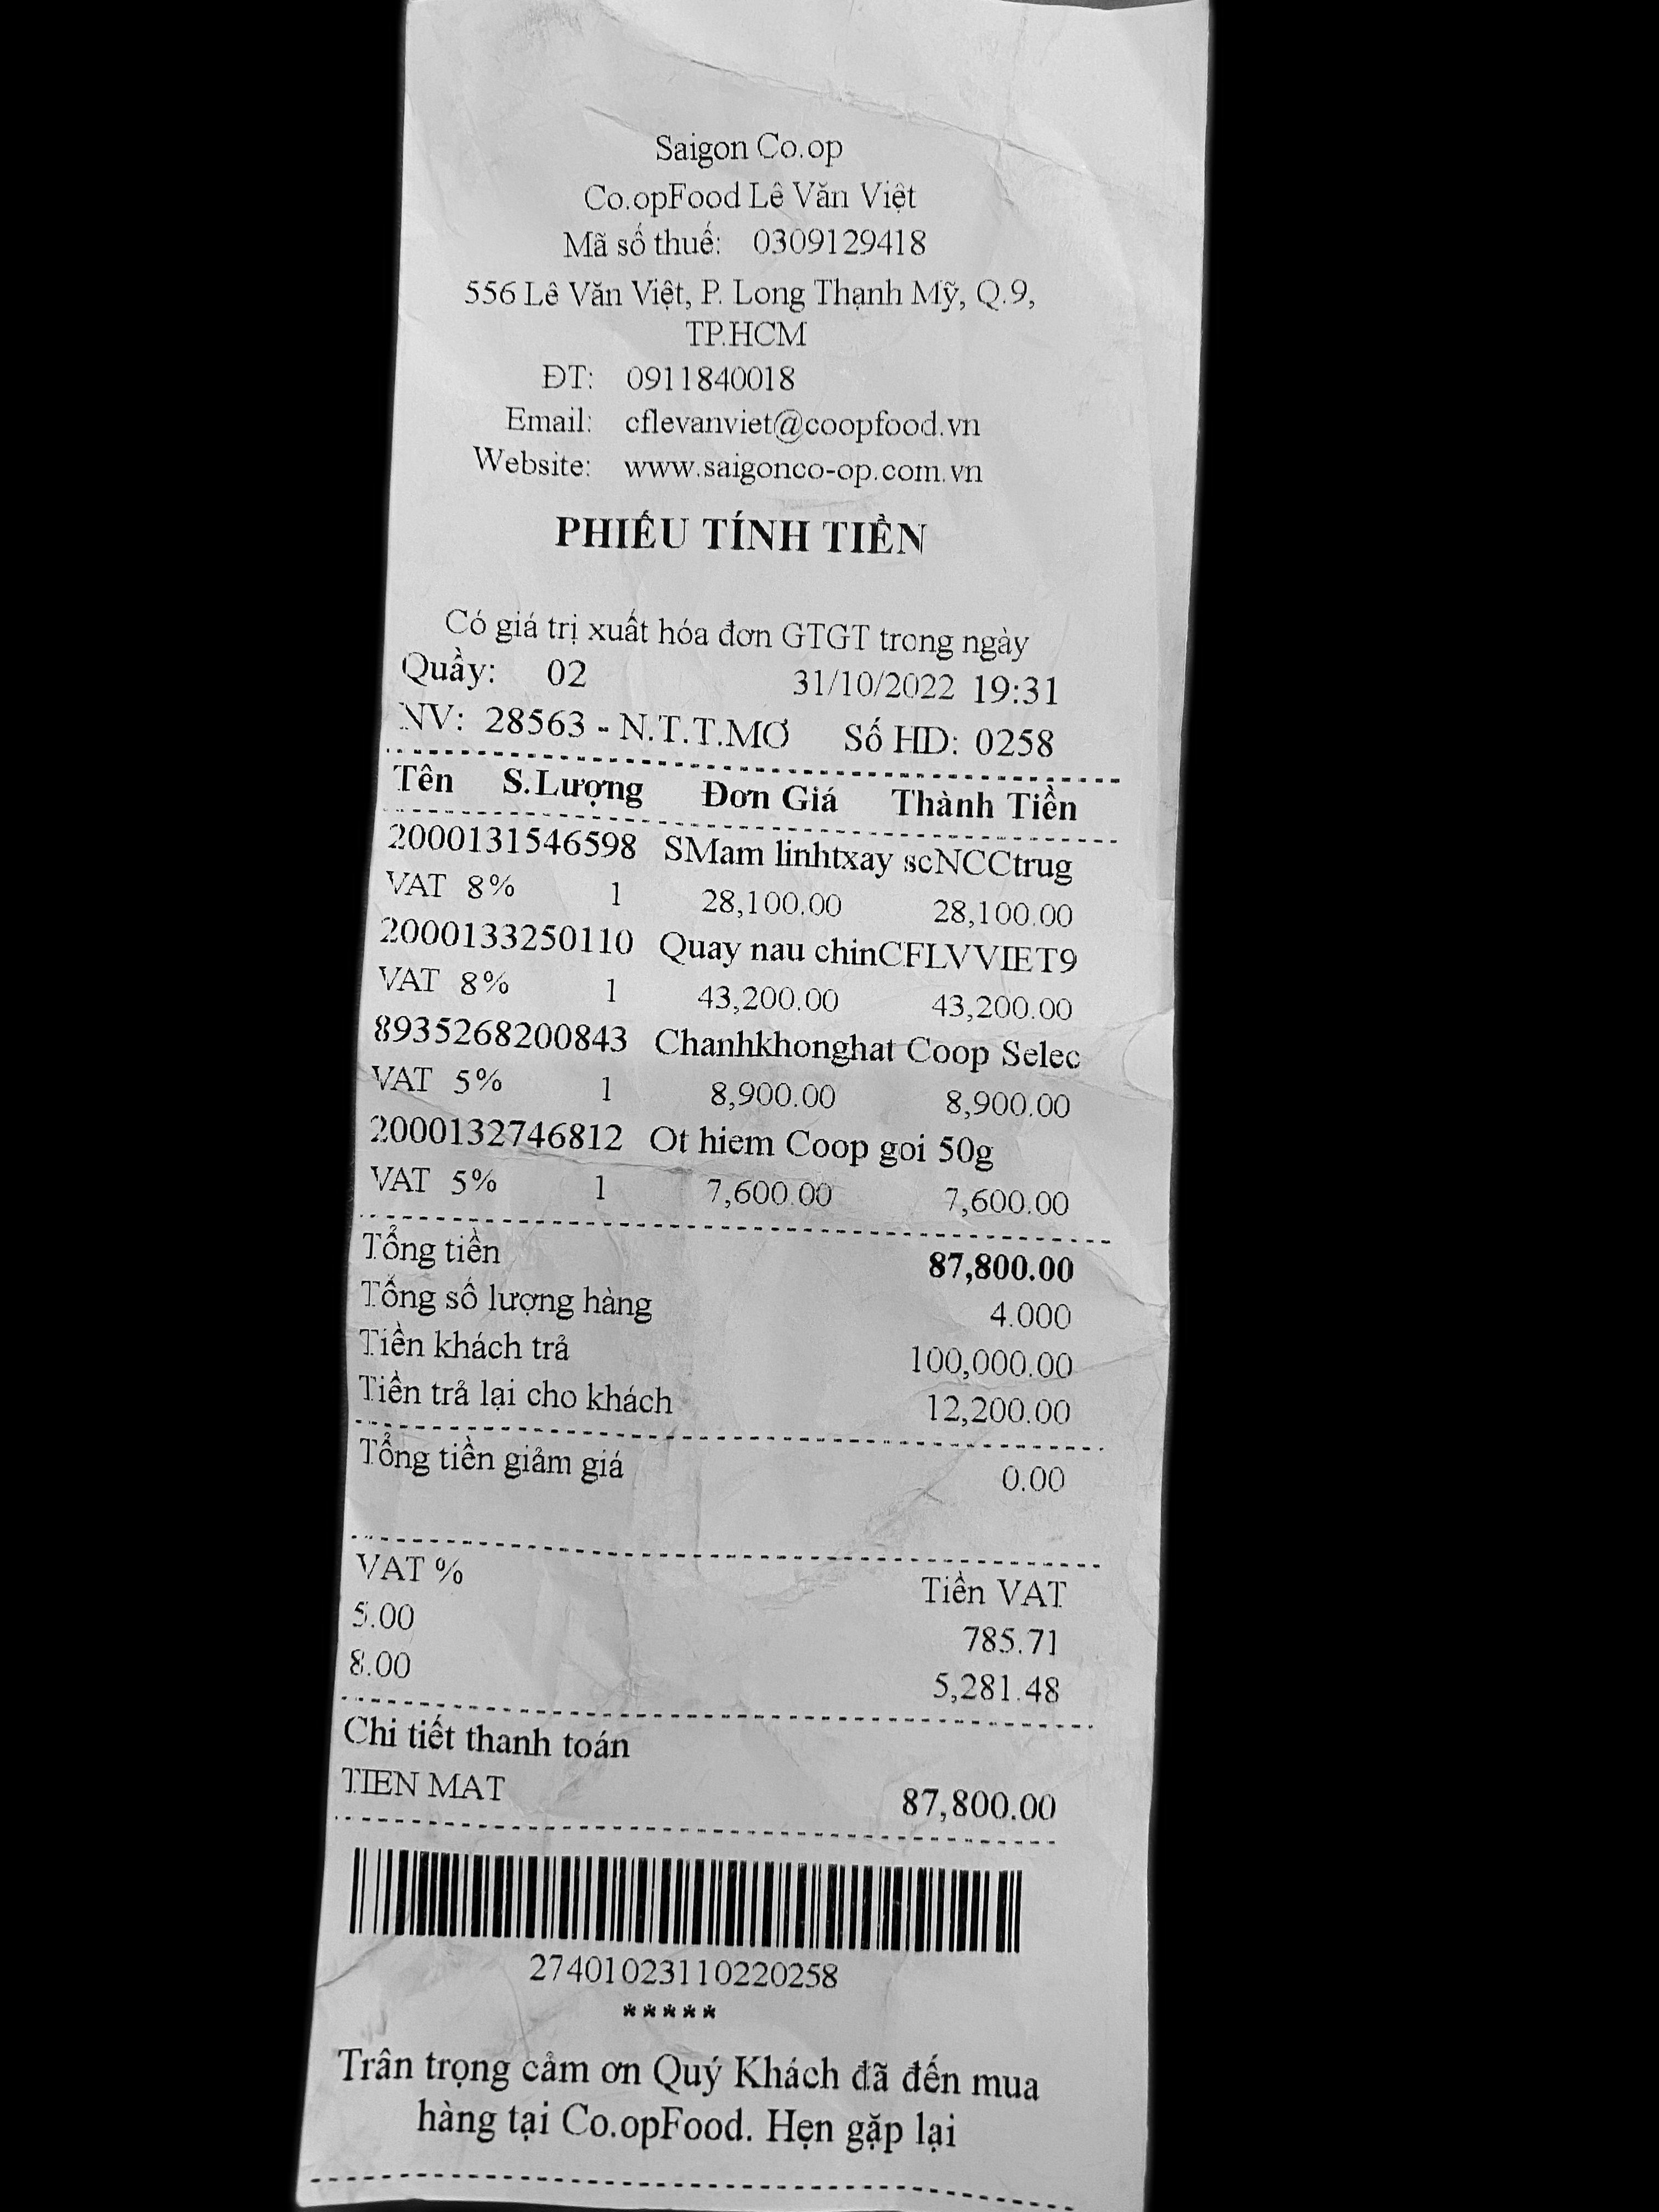 Saigon Co.op
Co.opFood Lê Văn Việt
Mã số thuế: 0309129418
556 Lê Văn Việt, P. Long Thạnh Mỹ, Q.9,
TP.HCM
ĐT: 0911840018
Email: cflevanviet@coopfood.vn
Website: www.saigonco-op.com.vn
PHIẾU TÍNH TIỀN
Có giá trị xuất hóa đơn GTGT trong ngày
Quầy: 02 31/10/2022 19:31
NV: 28563 - N.T.T.MƠ Số HD: 0258
Tên S.Lượng Đơn Giá Thành Tiền
2000131546598 SMam linhtxay scNCCtrug
VAT 8% 1 28,100.00 28,100.00
2000133250110 Quay nau chinCFLVVIET9
VAT 8% 1 43,200.00 43,200.00
8935268200843 Chanhkhonghat Coop Selec
VAT 5% 1 8,900.00 8,900.00
2000132746812 Ot hiem Coop goi 50g
VAT 5% 1 7,600.00 7,600.00
Tổng tiền 87,800.00
Tổng số lượng hàng 4.000
Tiền khách trả 100,000.00
Tiền trả lại cho khách 12,200.00
Tổng tiền giảm giá 0.00
VAT % Tiền VAT
5.00 785.71
8.00 5,281.48
Chi tiết thanh toán
TIEN MAT 87,800.00
27401023110220258
*****
Trân trọng cảm ơn Quý Khách đã đến mua
hàng tại Co.opFood. Hẹn gặp lại